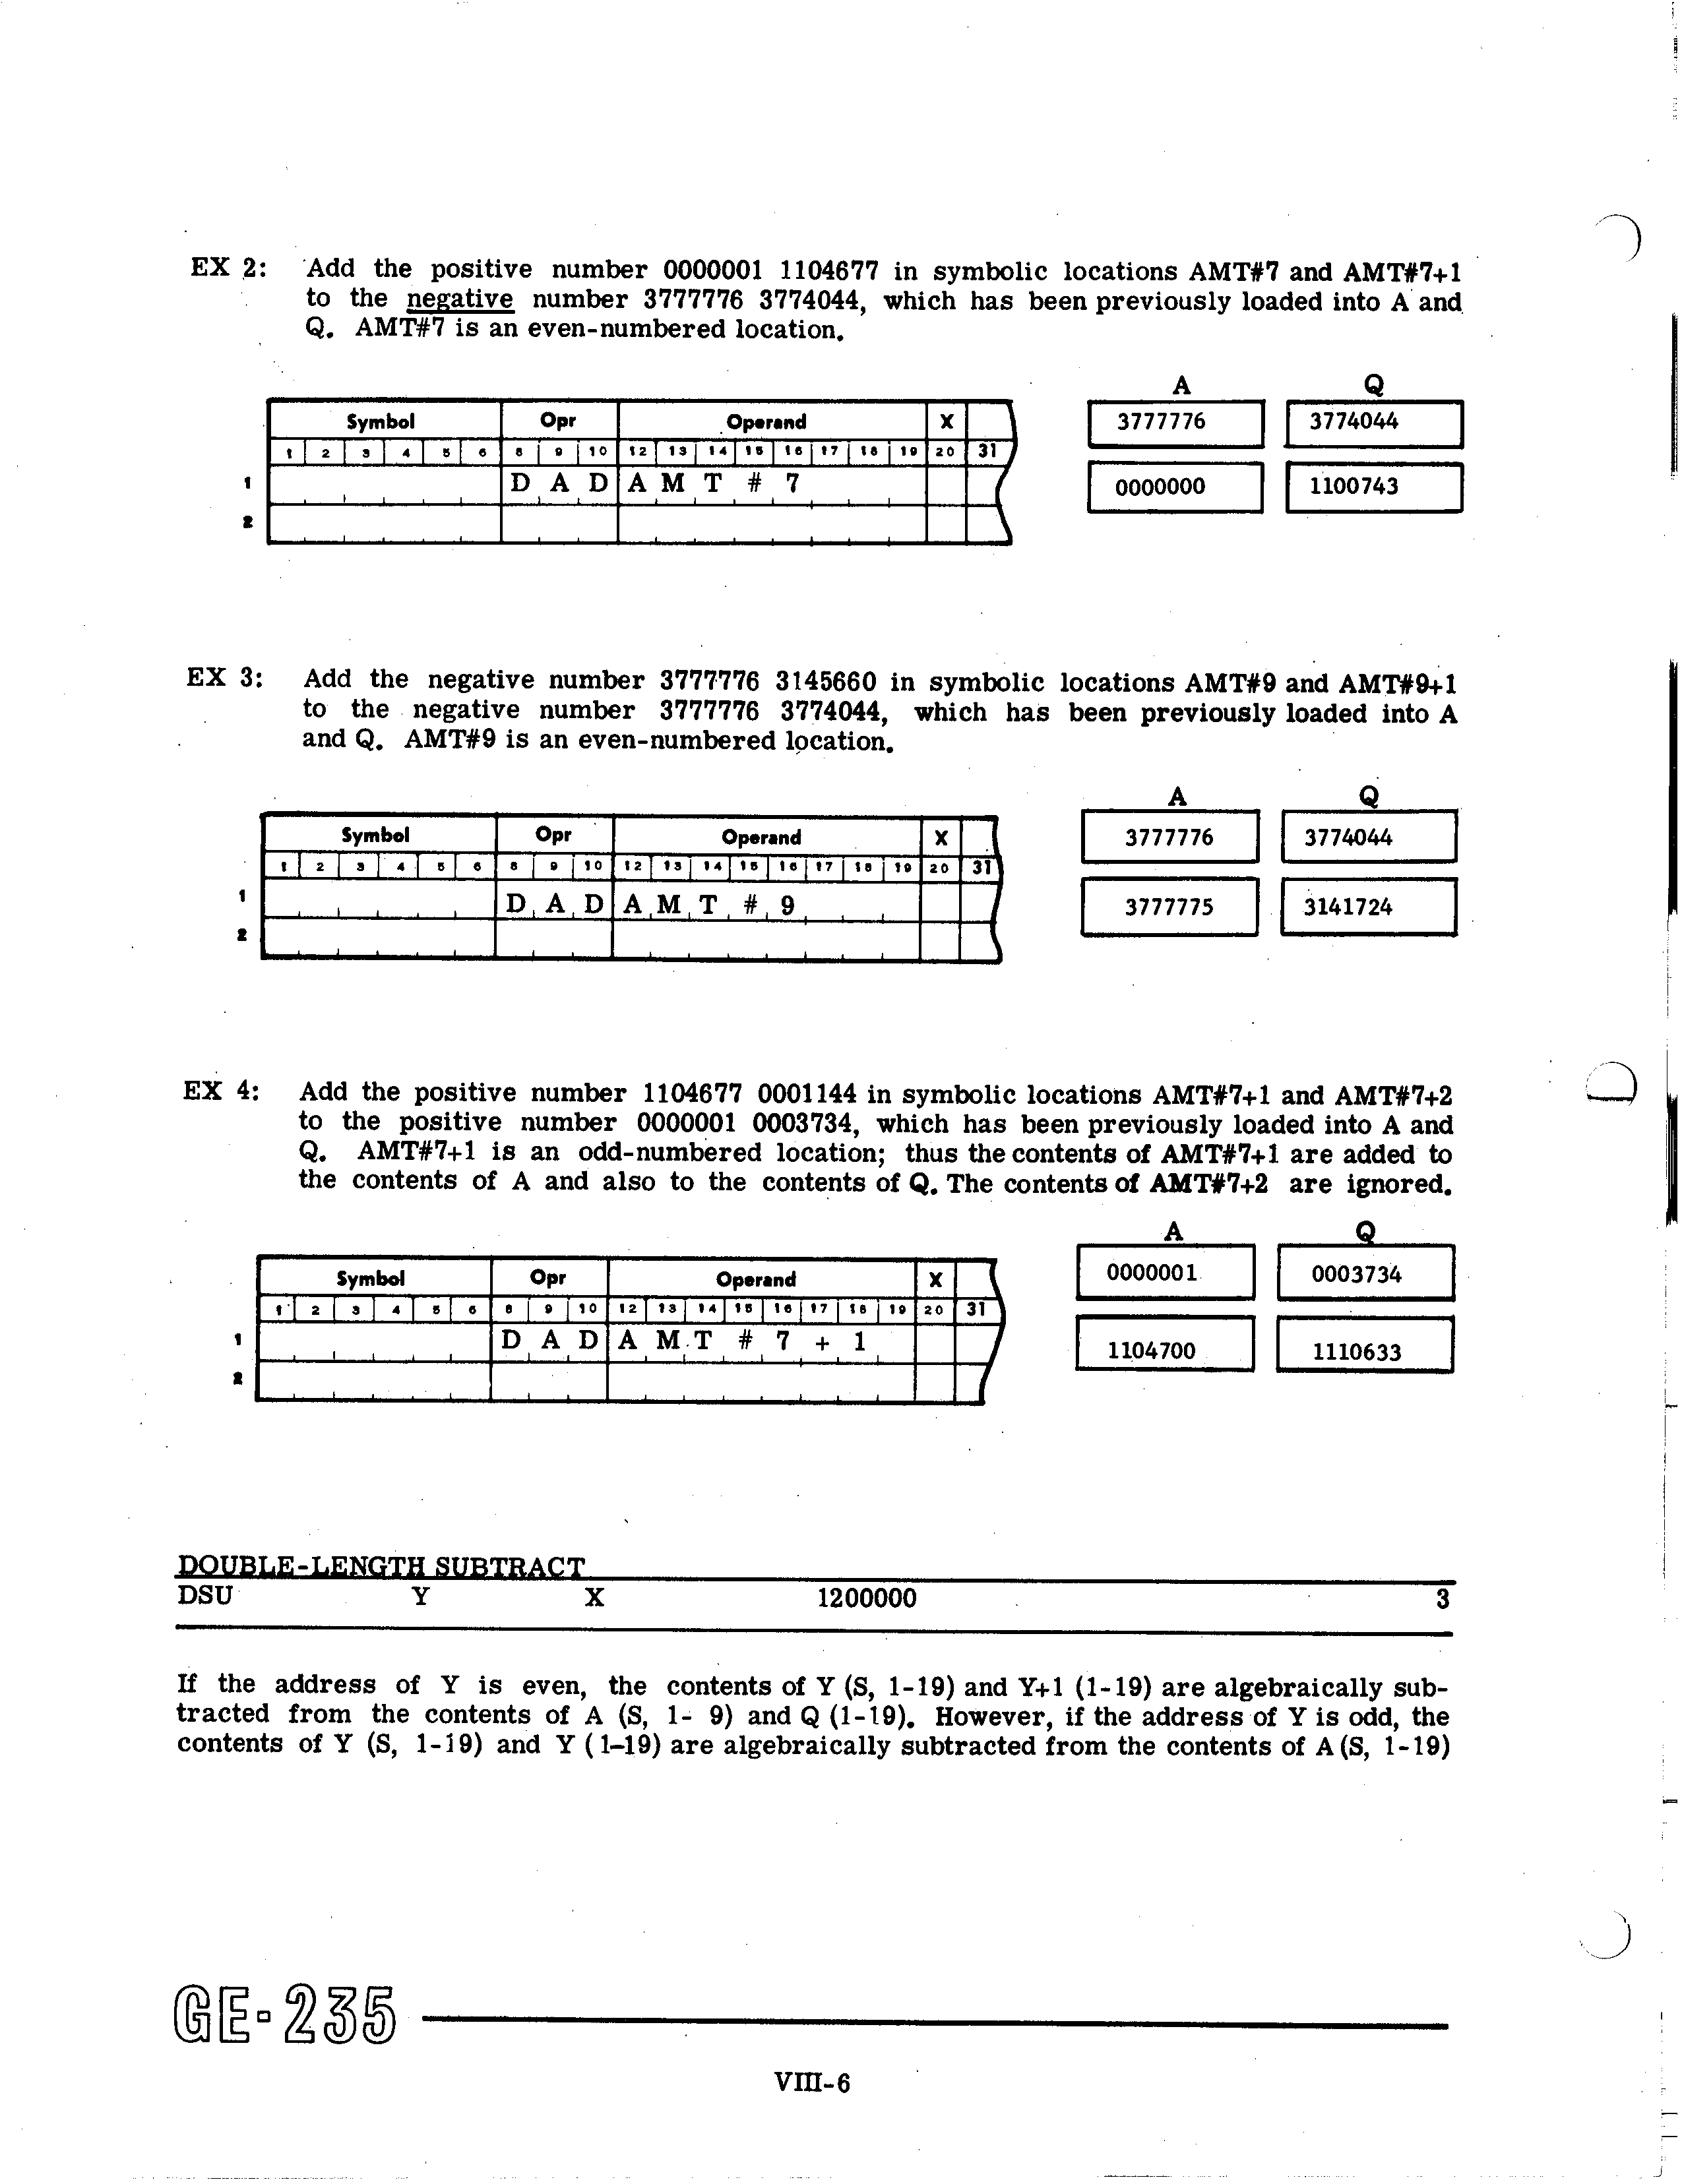 EX 2: Add the positive number 0000001 1104677 in symbolic locations AMT#7 and AMT#7+1
to the negative number 3777776 3774044, which has been previously loaded into A and
Q. AMT#7 is an even-numbered location.
A Q
Symbol Opr Operand X 3777776 3774044
1 2 3 4 5 6 8 9 10 12 13 14 15 16 17 18 19 20 31
1 D A D A M T # 7 0000000 1100743
2
EX 3: Add the negative number 3777776 3145660 in symbolic locations AMT#9 and AMT#9+1
to the negative number 3777776 3774044, which has been previously loaded into A
and Q. AMT#9 is an even-numbered location.
A Q
Symbol Opr Operand X 3777776 3774044
1 2 3 4 5 6 8 9 10 12 13 14 15 16 17 18 19 20 31
1 D A D A M T # 9 3777775 3141724
2
EX 4: Add the positive number 1104677 0001144 in symbolic locations AMT#7+1 and AMT#7+2
to the positive number 0000001 0003734, which has been previously loaded into A and
Q. AMT#7+1 is an odd-numbered location; thus the contents of AMT#7+1 are added to
the contents of A and also to the contents of Q. The contents of AMT#7+2 are ignored.
A Q
Symbol Opr Operand X 0000001 0003734
1 2 3 4 5 6 8 9 10 12 13 14 15 16 17 18 19 20 31
1 D A D A M T # 7 + 1 1104700 1110633
2
DOUBLE-LENGTH SUBTRACT
DSU Y X 1200000 3
If the address of Y is even, the contents of Y (S, 1-19) and Y+1 (1-19) are algebraically sub-
tracted from the contents of A (S, 1- 9) and Q (1-19). However, if the address of Y is odd, the
contents of Y (S, 1-19) and Y (1-19) are algebraically subtracted from the contents of A (S, 1-19)
GE-235
VIII-6